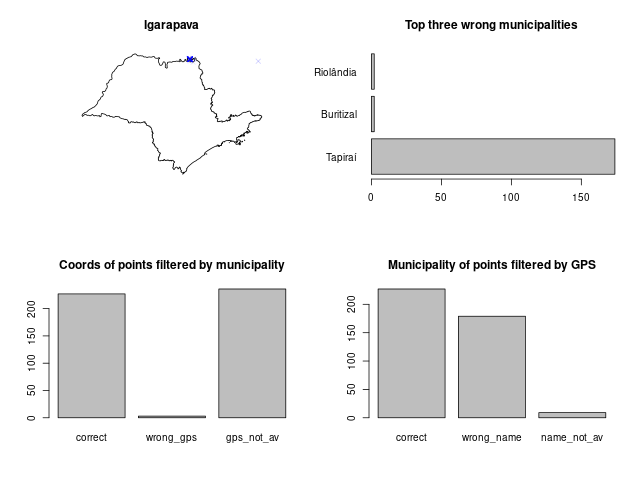 Igarapava
Top three wrong municipalities
Riolândia
Buritizal
Tapiraí
0 50 100 150
Coords of points filtered by municipality
200
150
100
50
0
correct wrong_gps gps_not_av
Municipality of points filtered by GPS
200
150
100
50
0
correct wrong_name name_not_av